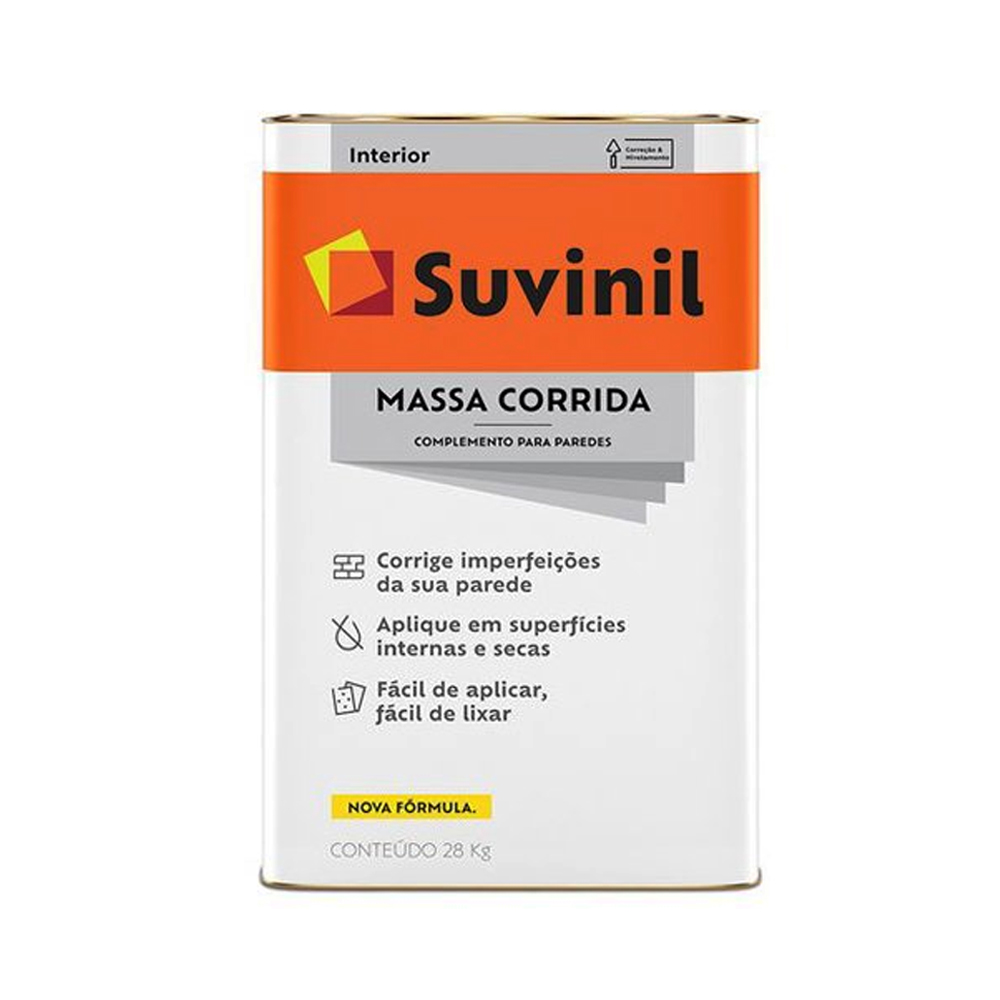 Interior
Correção &
Nivelamento
Suvinil
MASSA CORRIDA
COMPLEMENTO PARA PAREDES
Corrige imperfeições
da sua parede
Aplique em superfícies
internas e secas
Fácil de aplicar,
fácil de lixar
NOVA FÓRMULA.
CONTEÚDO 28 Kg